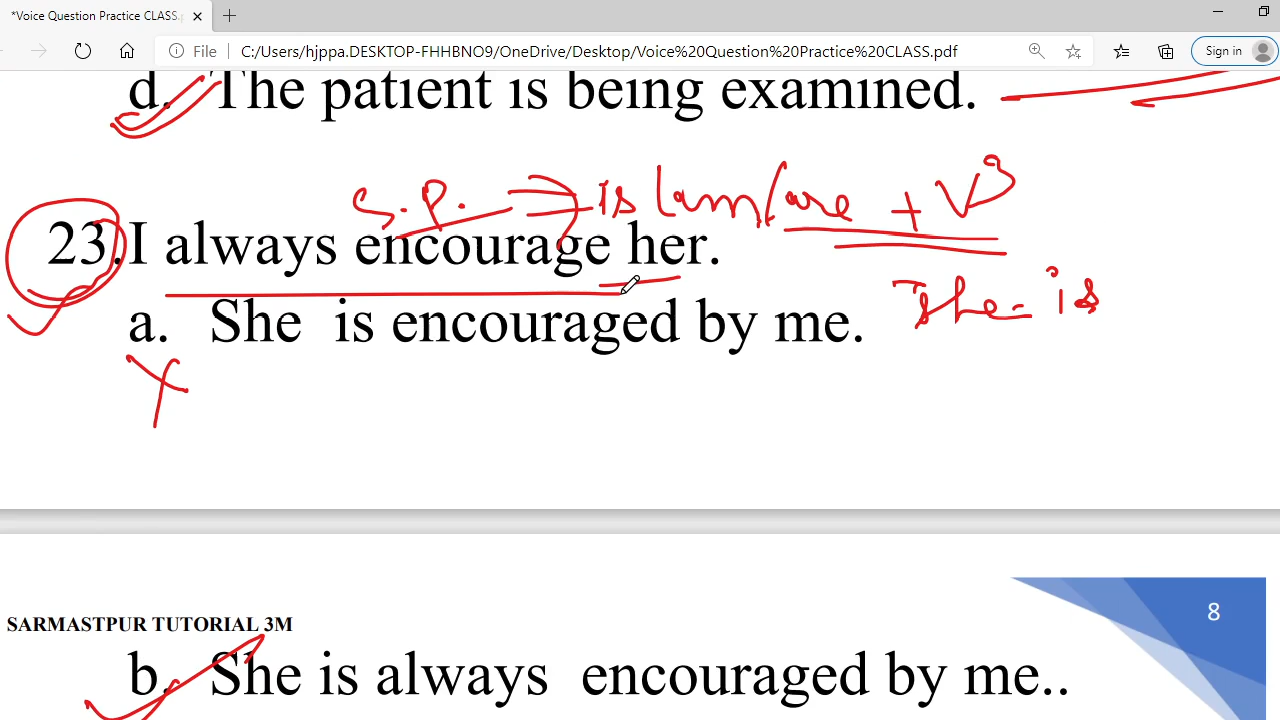 *Voice Question Practice CLASS.p
File C:/Users/hjppa.DESKTOP-FHHBNO9/OneDrive/Desktop/Voice%20Question%20Practice%20CLASS.pdf Sign in
d. The patient is being examined.
S.P. → is/am/are + V3
23. I always encourage her.
She is
a. She is encouraged by me.
8
SARMASTPUR TUTORIAL 3M
b. She is always encouraged by me..